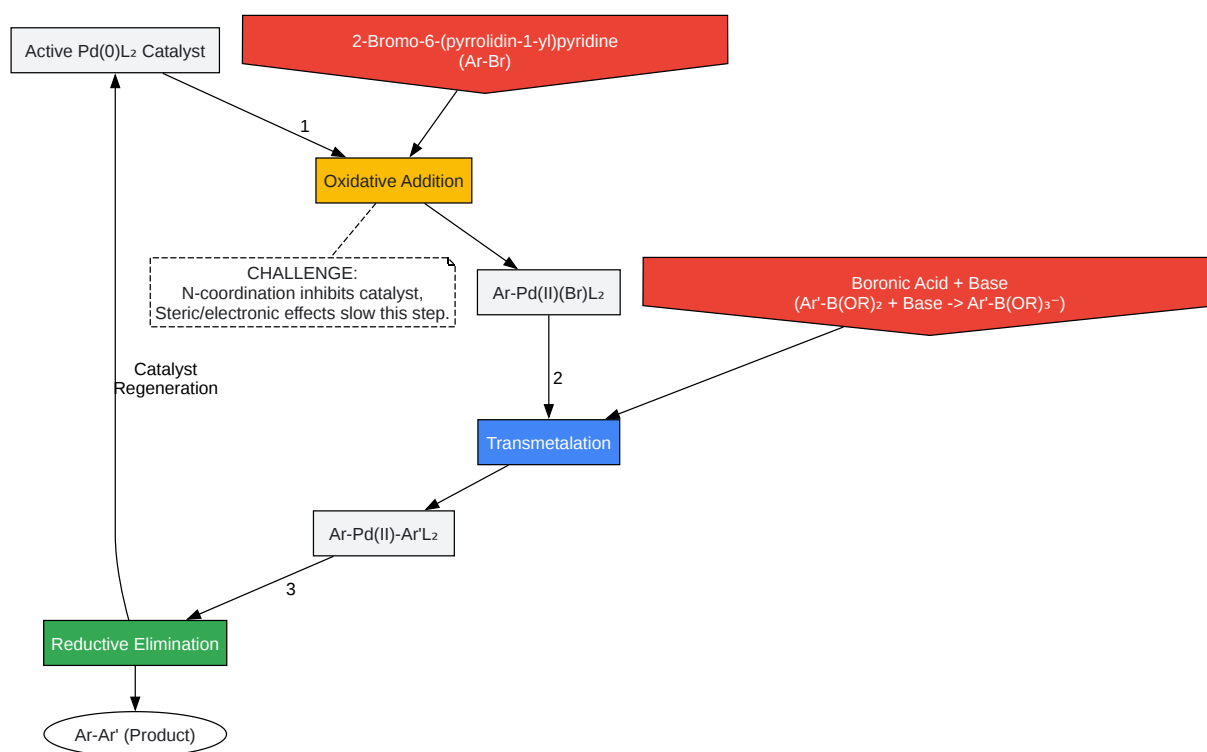 Active Pd(0)L₂ Catalyst
2-Bromo-6-(pyrrolidin-1-yl)pyridine
(Ar-Br)
1
Oxidative Addition
CHALLENGE:
N-coordination inhibits catalyst,
Steric/electronic effects slow this step.
Ar-Pd(II)(Br)L₂
Boronic Acid + Base
(Ar'-B(OR)₂ + Base -> Ar'-B(OR)₃⁻)
Catalyst
Regeneration
2
Transmetalation
Ar-Pd(II)-Ar'L₂
3
Reductive Elimination
Ar-Ar' (Product)